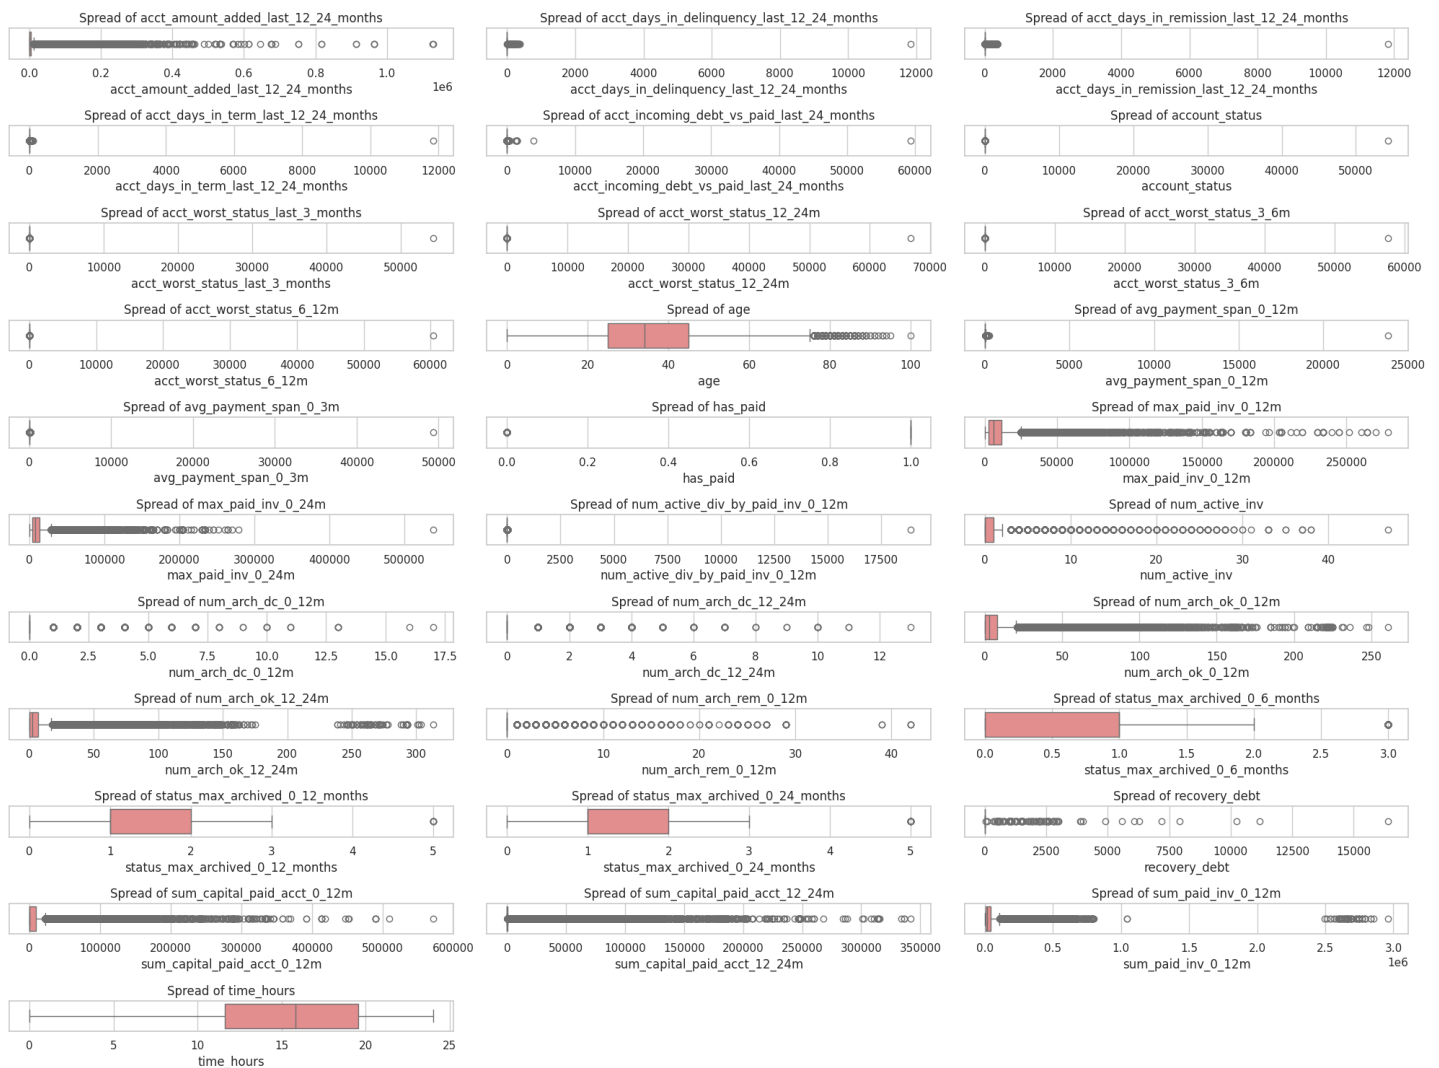 Spread of acct_amount_added_last_12_24_months
0.0 0.2 0.4 0.6 0.8 1.0
1e6
acct_amount_added_last_12_24_months
Spread of acct_days_in_delinquency_last_12_24_months
0 2000 4000 6000 8000 10000 12000
acct_days_in_delinquency_last_12_24_months
Spread of acct_days_in_remission_last_12_24_months
0 2000 4000 6000 8000 10000 12000
acct_days_in_remission_last_12_24_months
Spread of acct_days_in_term_last_12_24_months
0 2000 4000 6000 8000 10000 12000
acct_days_in_term_last_12_24_months
Spread of acct_incoming_debt_vs_paid_last_24_months
0 10000 20000 30000 40000 50000 60000
acct_incoming_debt_vs_paid_last_24_months
Spread of account_status
0 10000 20000 30000 40000 50000
account_status
Spread of acct_worst_status_last_3_months
0 10000 20000 30000 40000 50000
acct_worst_status_last_3_months
Spread of acct_worst_status_12_24m
0 10000 20000 30000 40000 50000 60000 70000
acct_worst_status_12_24m
Spread of acct_worst_status_3_6m
0 10000 20000 30000 40000 50000 60000
acct_worst_status_3_6m
Spread of acct_worst_status_6_12m
0 10000 20000 30000 40000 50000 60000
acct_worst_status_6_12m
Spread of age
0 20 40 60 80 100
age
Spread of avg_payment_span_0_12m
0 5000 10000 15000 20000 25000
avg_payment_span_0_12m
Spread of avg_payment_span_0_3m
0 10000 20000 30000 40000 50000
avg_payment_span_0_3m
Spread of has_paid
0.0 0.2 0.4 0.6 0.8 1.0
has_paid
Spread of max_paid_inv_0_12m
0 50000 100000 150000 200000 250000
max_paid_inv_0_12m
Spread of max_paid_inv_0_24m
0 100000 200000 300000 400000 500000
max_paid_inv_0_24m
Spread of num_active_div_by_paid_inv_0_12m
0 2500 5000 7500 10000 12500 15000 17500
num_active_div_by_paid_inv_0_12m
Spread of num_active_inv
0 10 20 30 40
num_active_inv
Spread of num_arch_dc_0_12m
0.0 2.5 5.0 7.5 10.0 12.5 15.0 17.5
num_arch_dc_0_12m
Spread of num_arch_dc_12_24m
0 2 4 6 8 10 12
num_arch_dc_12_24m
Spread of num_arch_ok_0_12m
0 50 100 150 200 250
num_arch_ok_0_12m
Spread of num_arch_ok_12_24m
0 50 100 150 200 250 300
num_arch_ok_12_24m
Spread of num_arch_rem_0_12m
0 10 20 30 40
num_arch_rem_0_12m
Spread of status_max_archived_0_6_months
0.0 0.5 1.0 1.5 2.0 2.5 3.0
status_max_archived_0_6_months
Spread of status_max_archived_0_12_months
0 1 2 3 4 5
status_max_archived_0_12_months
Spread of status_max_archived_0_24_months
0 1 2 3 4 5
status_max_archived_0_24_months
Spread of recovery_debt
0 2500 5000 7500 10000 12500 15000
recovery_debt
Spread of sum_capital_paid_acct_0_12m
0 100000 200000 300000 400000 500000 600000
sum_capital_paid_acct_0_12m
Spread of sum_capital_paid_acct_12_24m
0 50000 100000 150000 200000 250000 300000 350000
sum_capital_paid_acct_12_24m
Spread of sum_paid_inv_0_12m
0.0 0.5 1.0 1.5 2.0 2.5 3.0
1e6
sum_paid_inv_0_12m
Spread of time_hours
0 5 10 15 20 25
time_hours